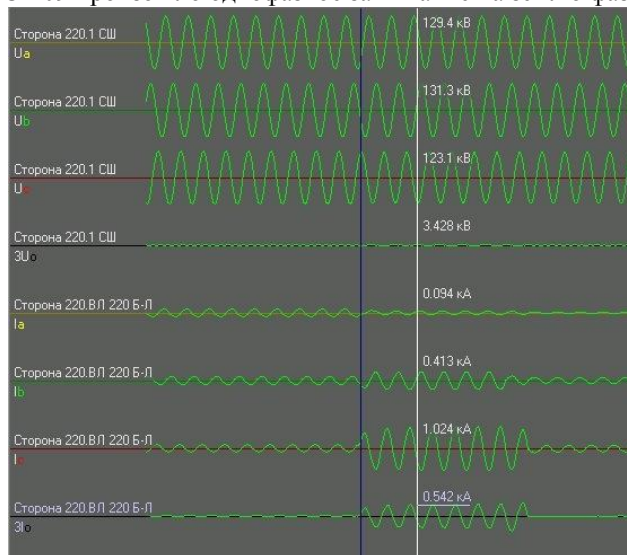 129.4 кВ
Сторона 220.1 СШ
Ua
131.3 кВ
Сторона 220.1 СШ
Ub
123.1 кВ
Сторона 220.1 СШ
Uc
3.428 кВ
Сторона 220.1 СШ
3Uo
0.094 кА
Сторона 220.ВЛ 220 Б-Л
Ia
0.413 кА
Сторона 220.ВЛ 220 Б-Л
Ib
1.024 кА
Сторона 220.ВЛ 220 Б-Л
Ic
0.542 кА
Сторона 220.ВЛ 220 Б-Л
3Io